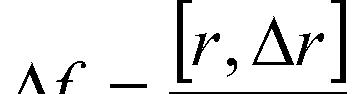 [r, Δr]
Δf =